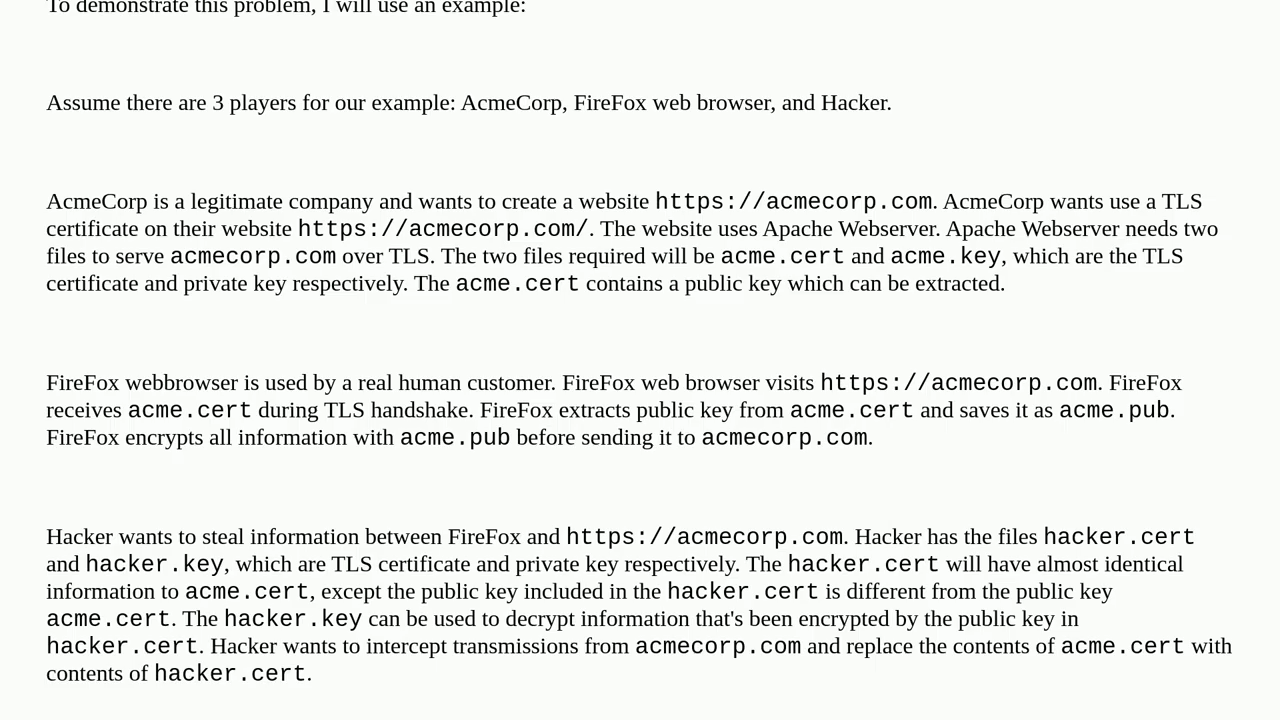 To demonstrate this problem, I will use an example:
Assume there are 3 players for our example: AcmeCorp, FireFox web browser, and Hacker.
AcmeCorp is a legitimate company and wants to create a website https://acmecorp.com. AcmeCorp wants use a TLS
certificate on their website https://acmecorp.com/. The website uses Apache Webserver. Apache Webserver needs two
files to serve acmecorp.com over TLS. The two files required will be acme.cert and acme.key, which are the TLS
certificate and private key respectively. The acme.cert contains a public key which can be extracted.
FireFox webbrowser is used by a real human customer. FireFox web browser visits https://acmecorp.com. FireFox
receives acme.cert during TLS handshake. FireFox extracts public key from acme.cert and saves it as acme.pub.
FireFox encrypts all information with acme.pub before sending it to acmecorp.com.
Hacker wants to steal information between FireFox and https://acmecorp.com. Hacker has the files hacker.cert
and hacker.key, which are TLS certificate and private key respectively. The hacker.cert will have almost identical
information to acme.cert, except the public key included in the hacker.cert is different from the public key
acme.cert. The hacker.key can be used to decrypt information that's been encrypted by the public key in
hacker.cert. Hacker wants to intercept transmissions from acmecorp.com and replace the contents of acme.cert with
contents of hacker.cert.